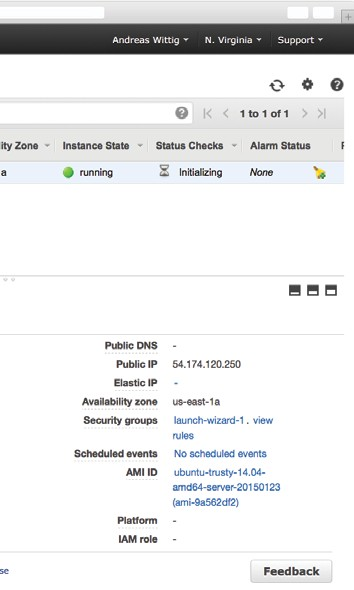 Andreas Wittig N. Virginia Support
1 to 1 of 1
lity Zone Instance State Status Checks Alarm Status
a running Initializing None
Public DNS -
Public IP 54.174.120.250
Elastic IP -
Availability zone us-east-1a
Security groups launch-wizard-1. view
rules
Scheduled events No scheduled events
AMI ID ubuntu-trusty-14.04-
amd64-server-20150123
(ami-9a562df2)
Platform -
IAM role -
se Feedback